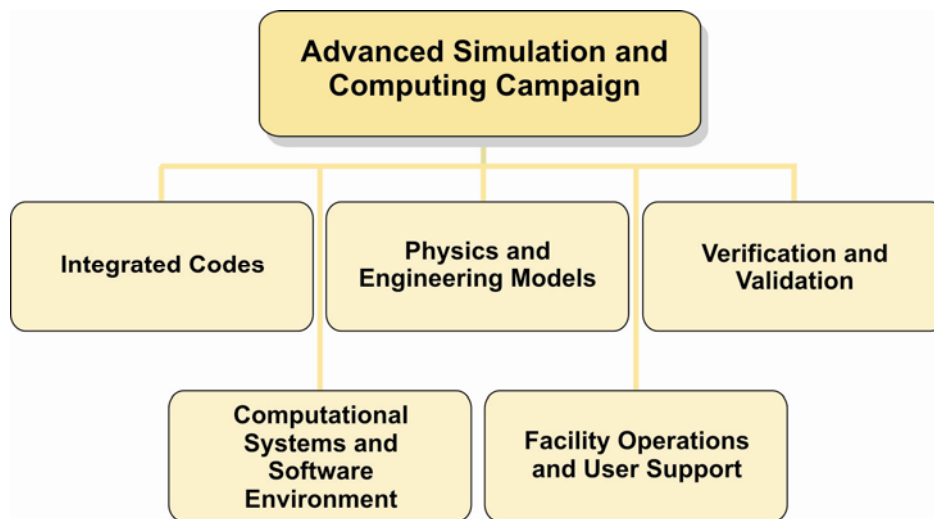 Advanced Simulation and
Computing Campaign
Integrated Codes
Physics and
Engineering Models
Verification and
Validation
Computational
Systems and
Software
Environment
Facility Operations
and User Support